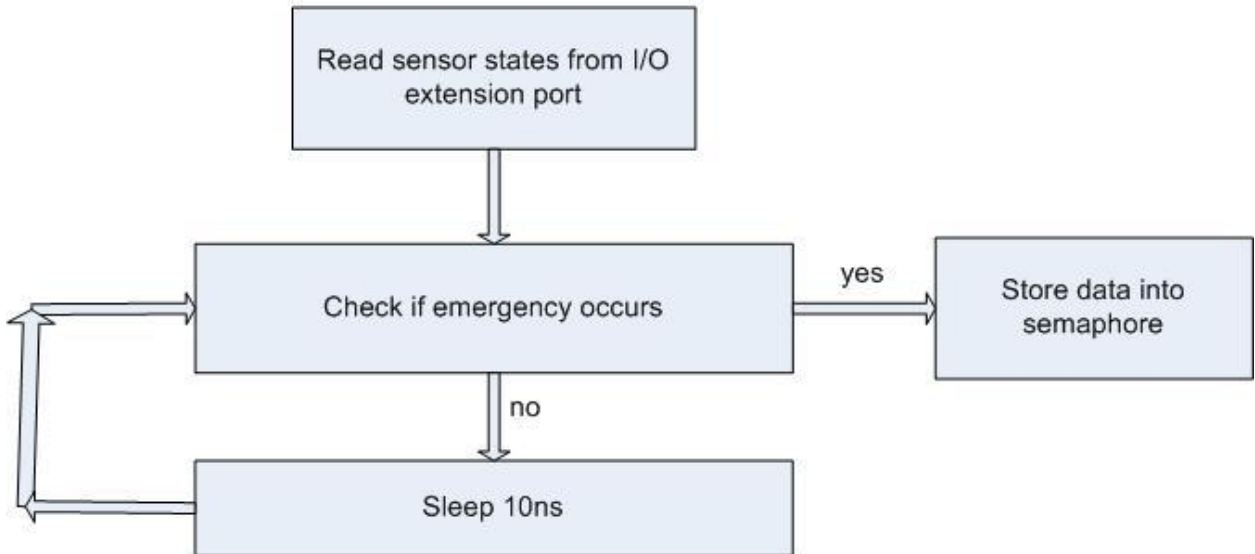 Read sensor states from I/O
extension port
Check if emergency occurs
yes
Store data into
semaphore
no
Sleep 10ns